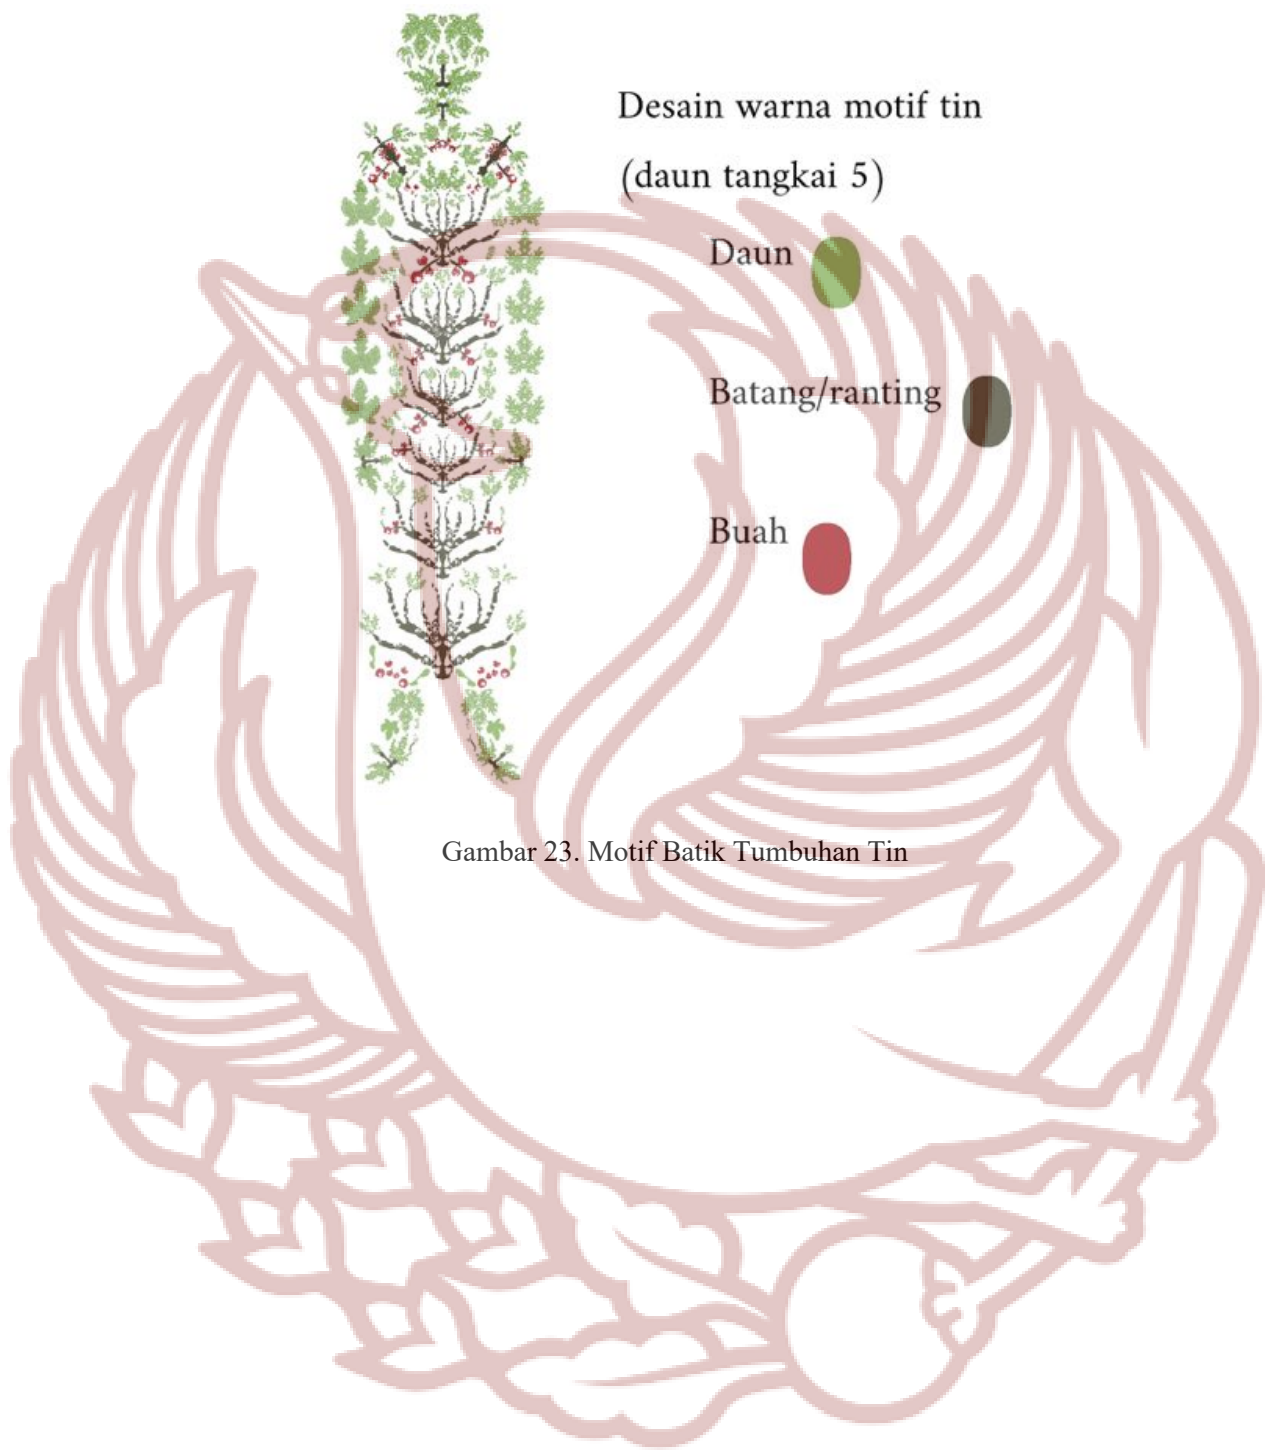 Desain warna motif tin
(daun tangkai 5)
Daun
Batang/ranting
Buah
Gambar 23. Motif Batik Tumbuhan Tin